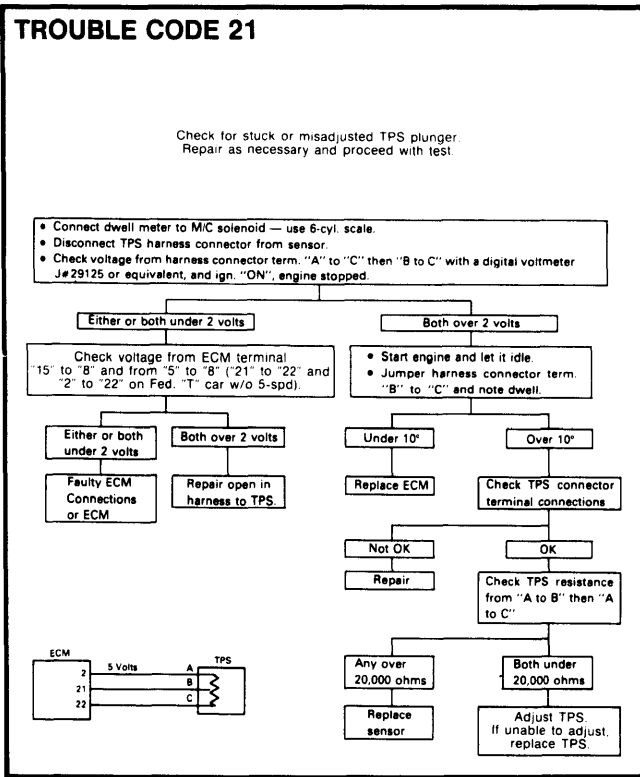 TROUBLE CODE 21
Check for stuck or misadjusted TPS plunger.
Repair as necessary and proceed with test.
• Connect dwell meter to M/C solenoid — use 6-cyl. scale.
• Disconnect TPS harness connector from sensor.
• Check voltage from harness connector term. "A" to "C" then "B to C" with a digital voltmeter
J#29125 or equivalent, and ign. "ON", engine stopped.
Either or both under 2 volts
Both over 2 volts
Check voltage from ECM terminal
"15" to "8" and from "5" to "8" ("21" to "22" and
"2" to "22" on Fed. "T" car w/o 5-spd).
• Start engine and let it idle.
• Jumper harness connector term.
"B" to "C" and note dwell.
Either or both
under 2 volts
Both over 2 volts
Under 10°
Over 10°
Faulty ECM
Connections
or ECM
Repair open in
harness to TPS.
Replace ECM
Check TPS connector
terminal connections
Not OK
OK
Repair
Check TPS resistance
from "A to B" then "A
to C"
Any over
20,000 ohms
Both under
20,000 ohms
Replace
sensor
Adjust TPS.
If unable to adjust,
replace TPS.
ECM
5 Volts
TPS
2
A
B
21
C
22